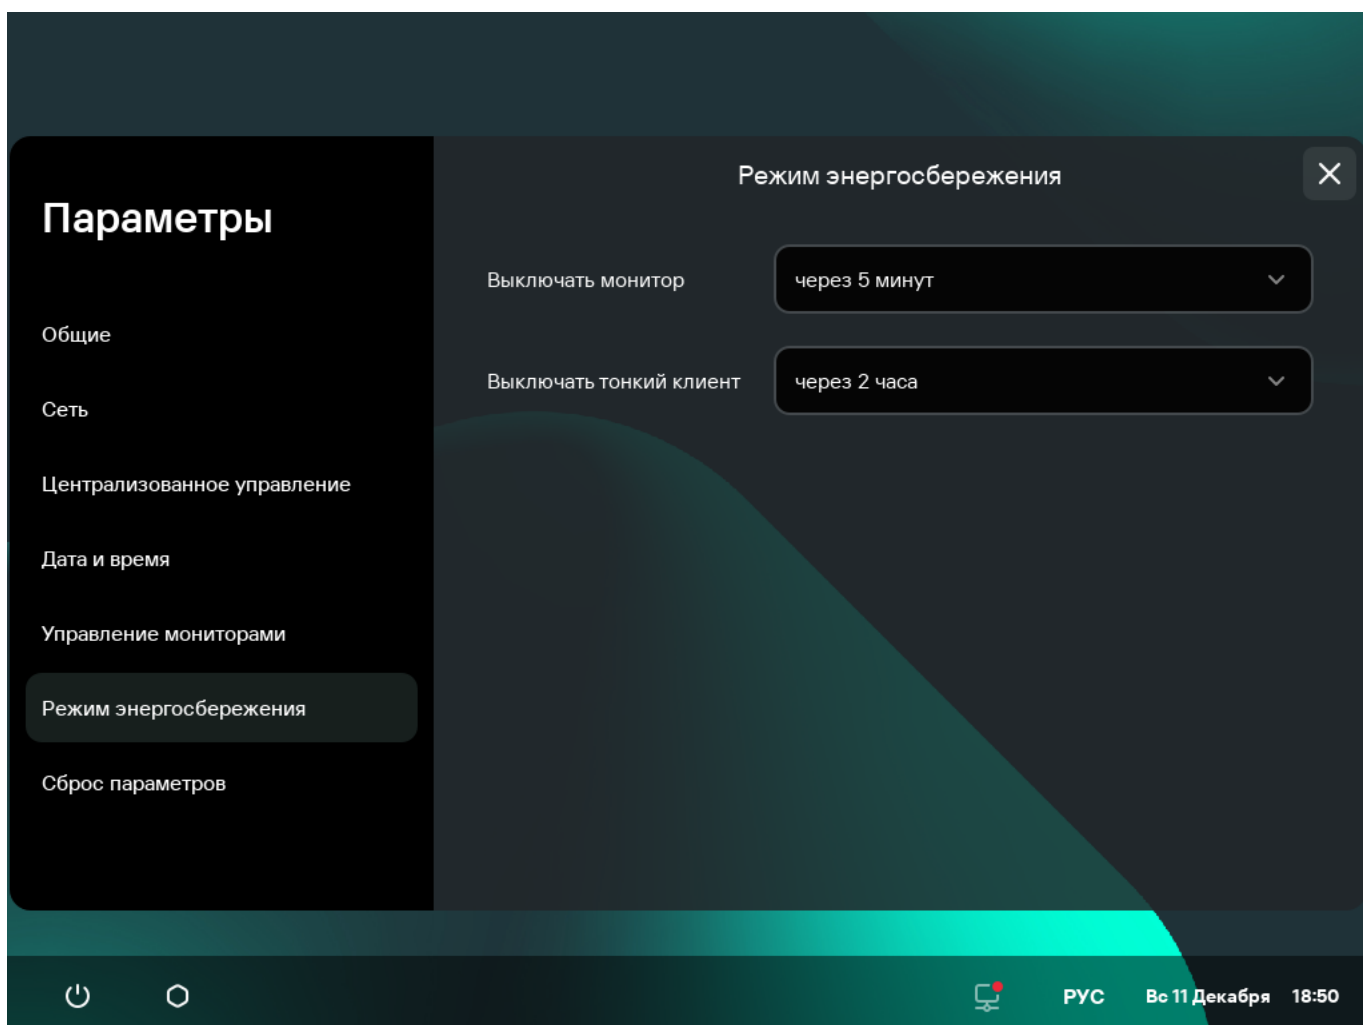 Режим энергосбережения
Параметры
Выключать монитор
через 5 минут
Выключать тонкий клиент
через 2 часа
Общие
Сеть
Централизованное управление
Дата и время
Управление мониторами
Режим энергосбережения
Сброс параметров
РУС
Вс 11 Декабря
18:50